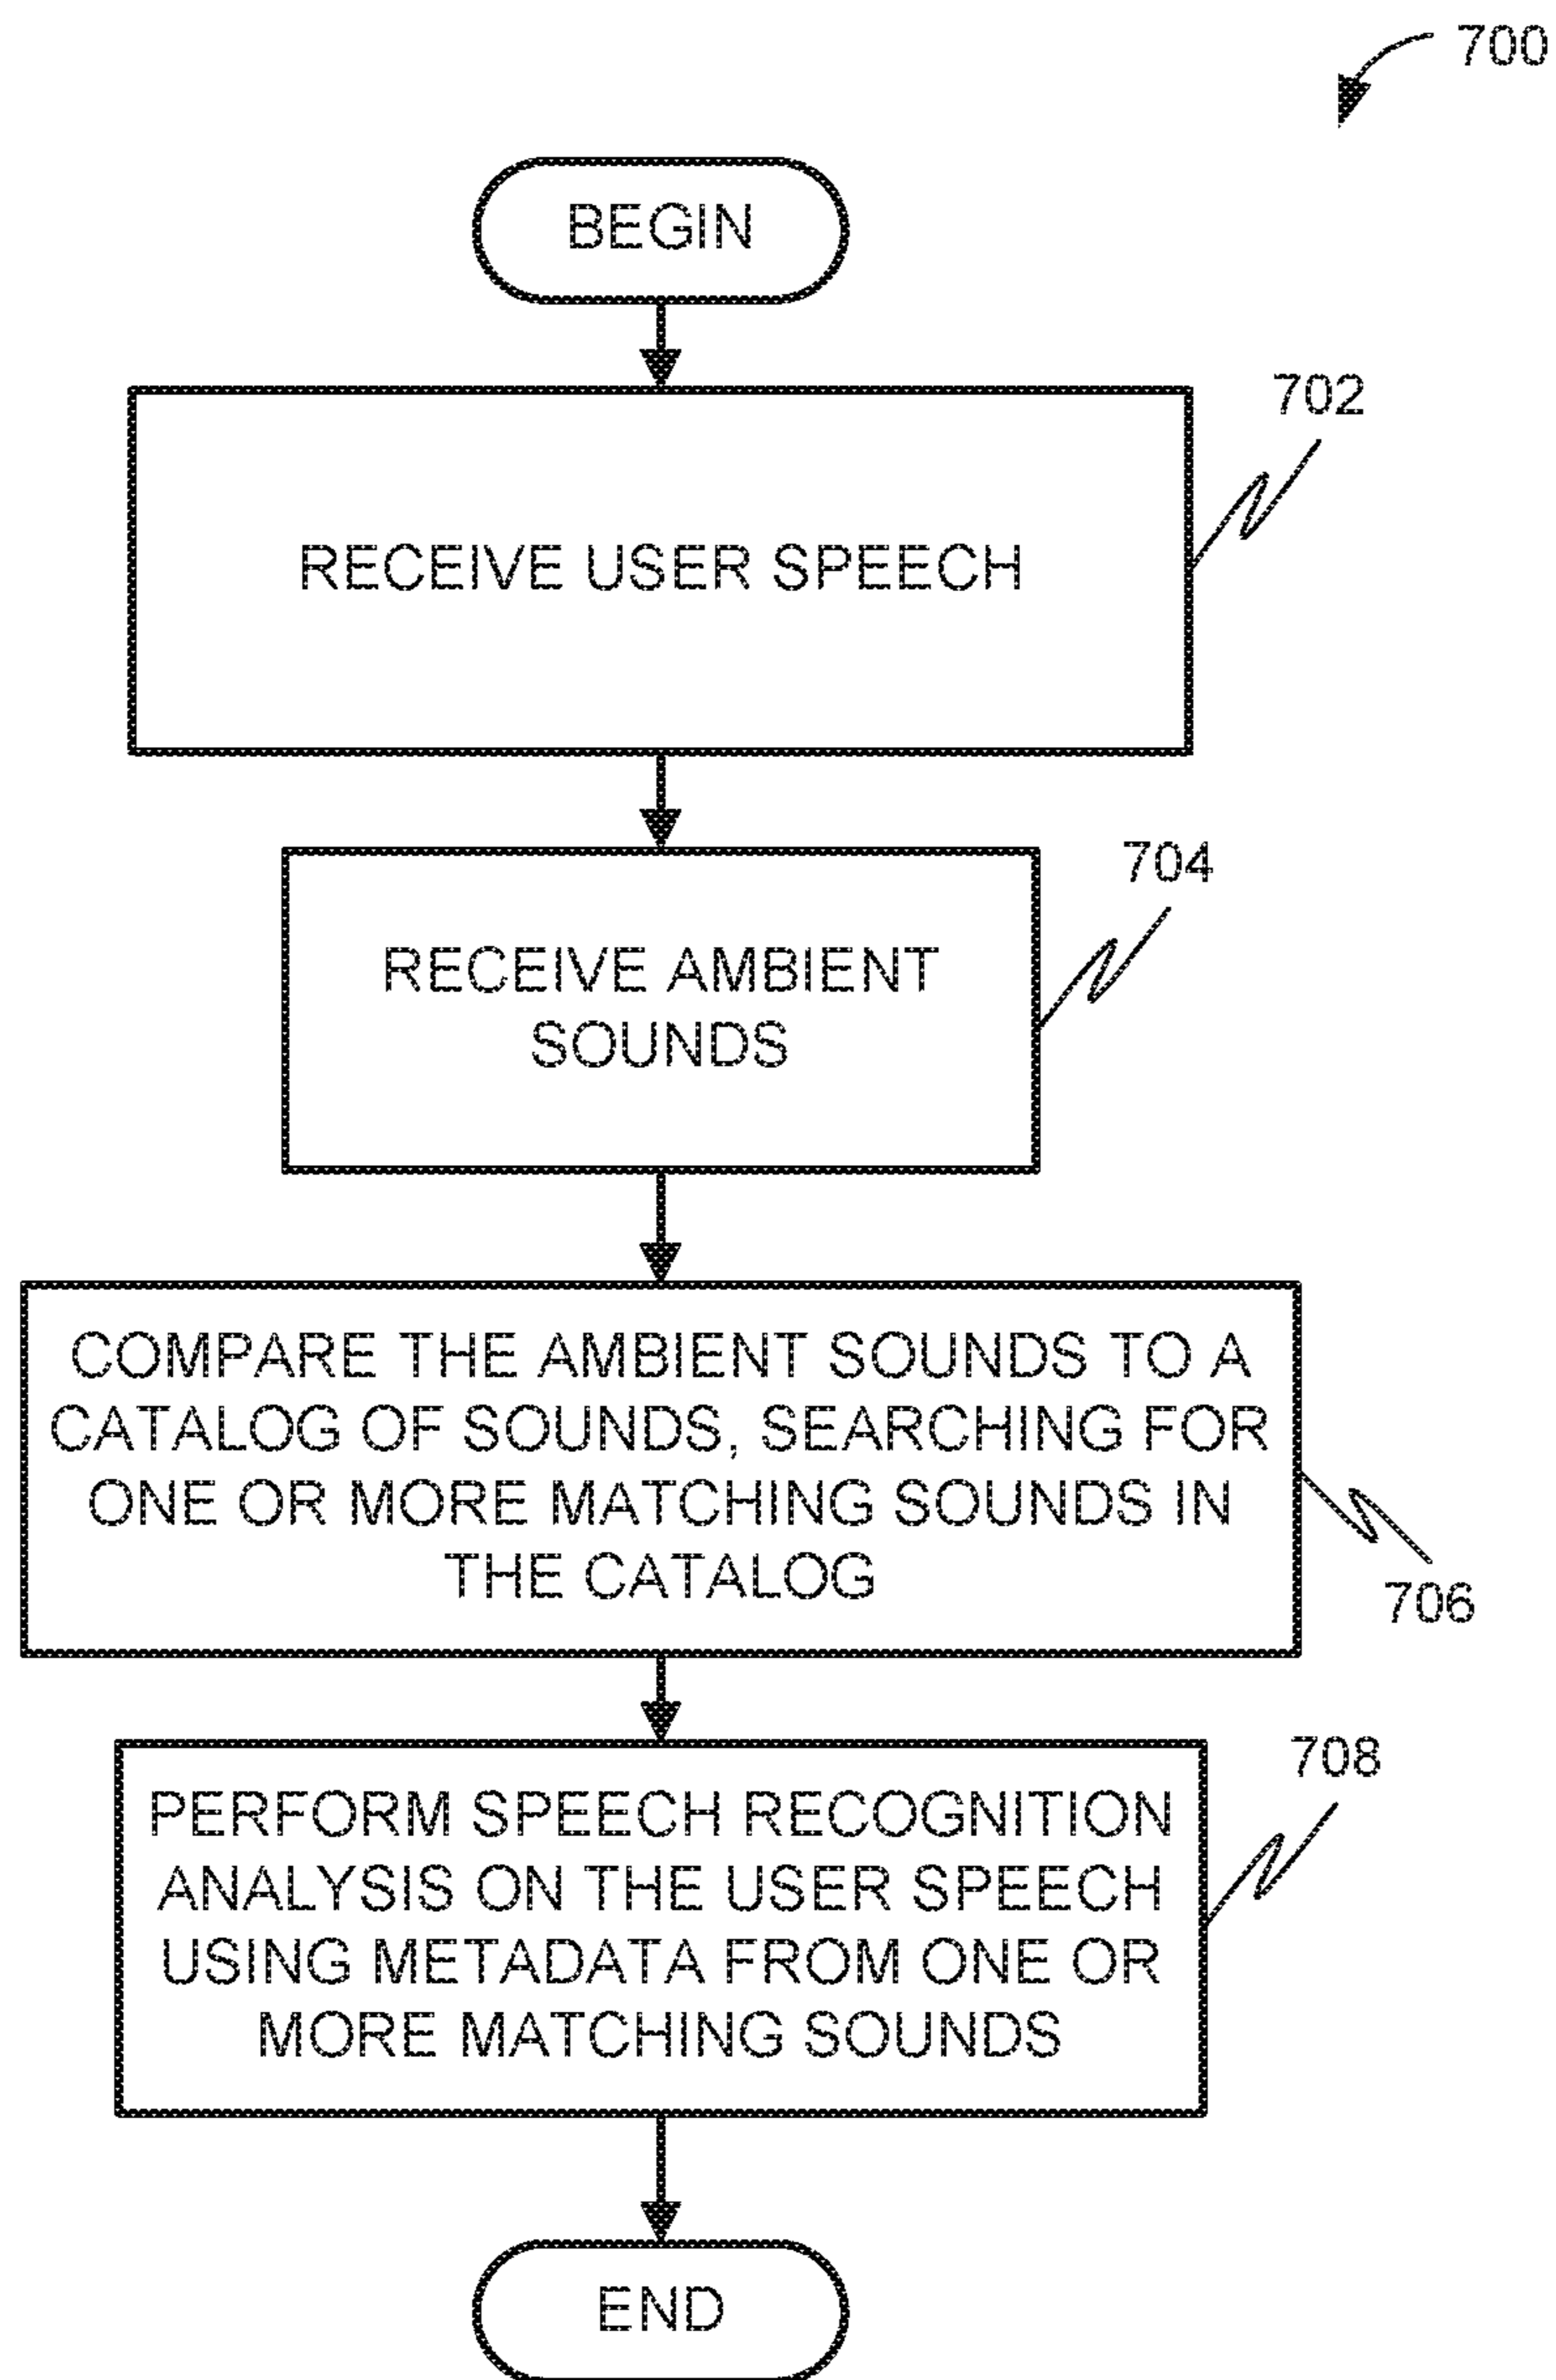 700
BEGIN
702
RECEIVE USER SPEECH
704
RECEIVE AMBIENT
SOUNDS
COMPARE THE AMBIENT SOUNDS TO A
CATALOG OF SOUNDS, SEARCHING FOR
ONE OR MORE MATCHING SOUNDS IN
THE CATALOG
706
708
PERFORM SPEECH RECOGNITION
ANALYSIS ON THE USER SPEECH
USING METADATA FROM ONE OR
MORE MATCHING SOUNDS
END